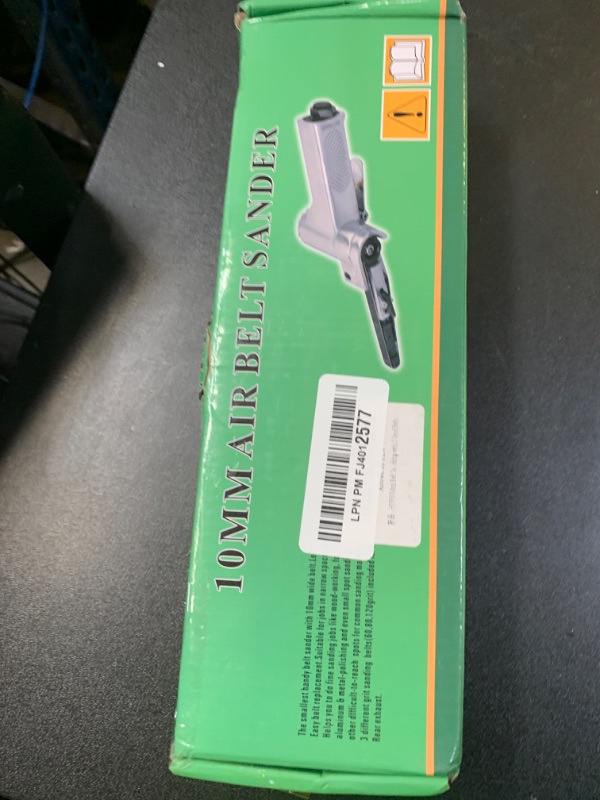 10MM AIR BELT SANDER
LPN PM FJ4012577
The smallest handy belt sander with 10mm wide belt.
Easy belt replacement.Suitable for jobs in narrow spac
Helps you to do fine sanding jobs like wood-working,
aluminum & metal-polishing and even small spot sand
other difficult-to-reach spots for common sanding
3 different grit sanding belts(60,80,120grit) included
Rear exhaust.